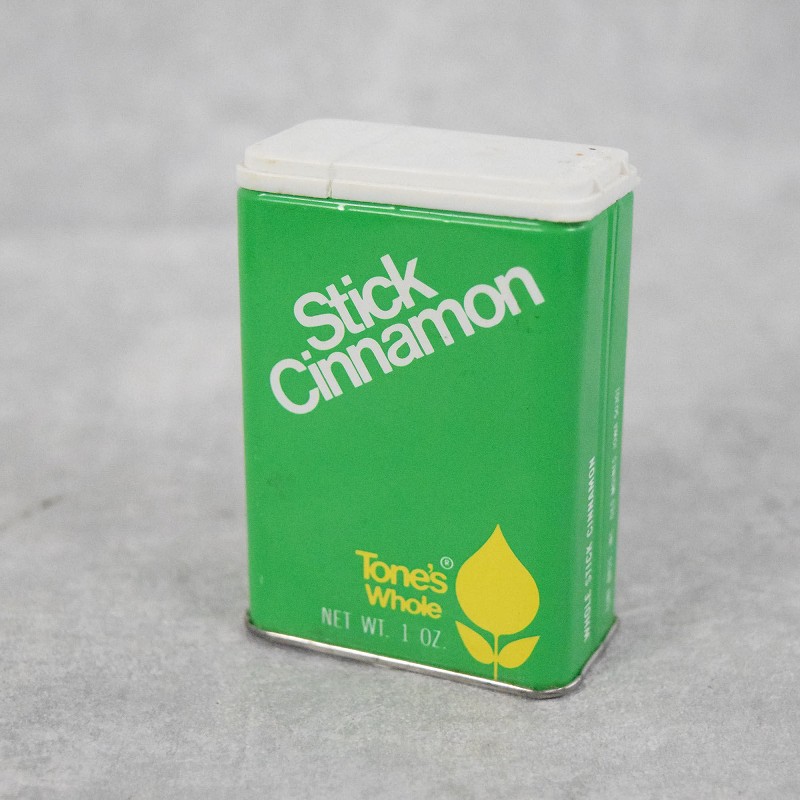 Stick
Cinnamon
Tone's®
Whole
NET WT. 1 OZ.
WHOLE STICK CINNAMON